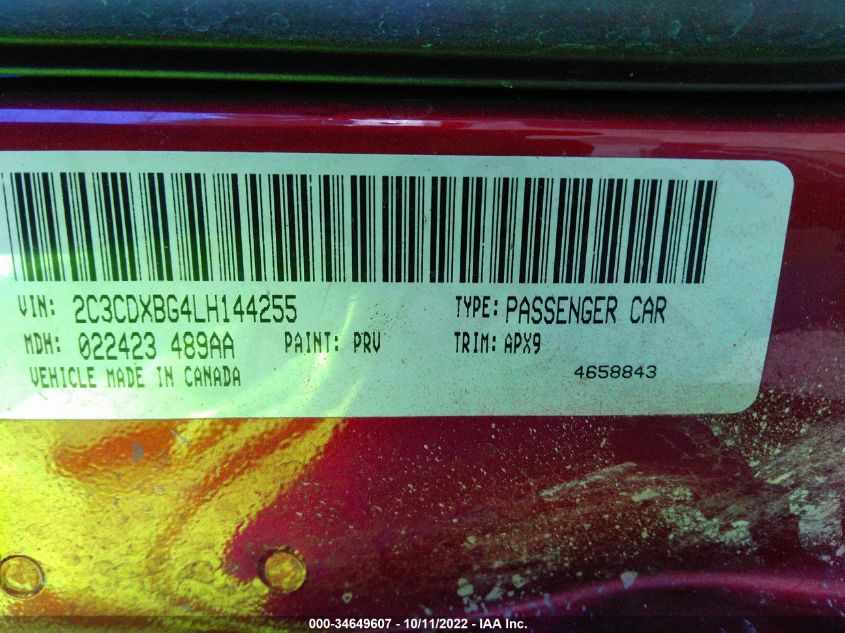 VIN: 2C3CDXBG4LH144255 TYPE: PASSENGER CAR
MDH: 022423 489AA PAINT: PRV TRIM: APX9
VEHICLE MADE IN CANADA 4658843
000-34649607 - 10/11/2022 - IAA Inc.